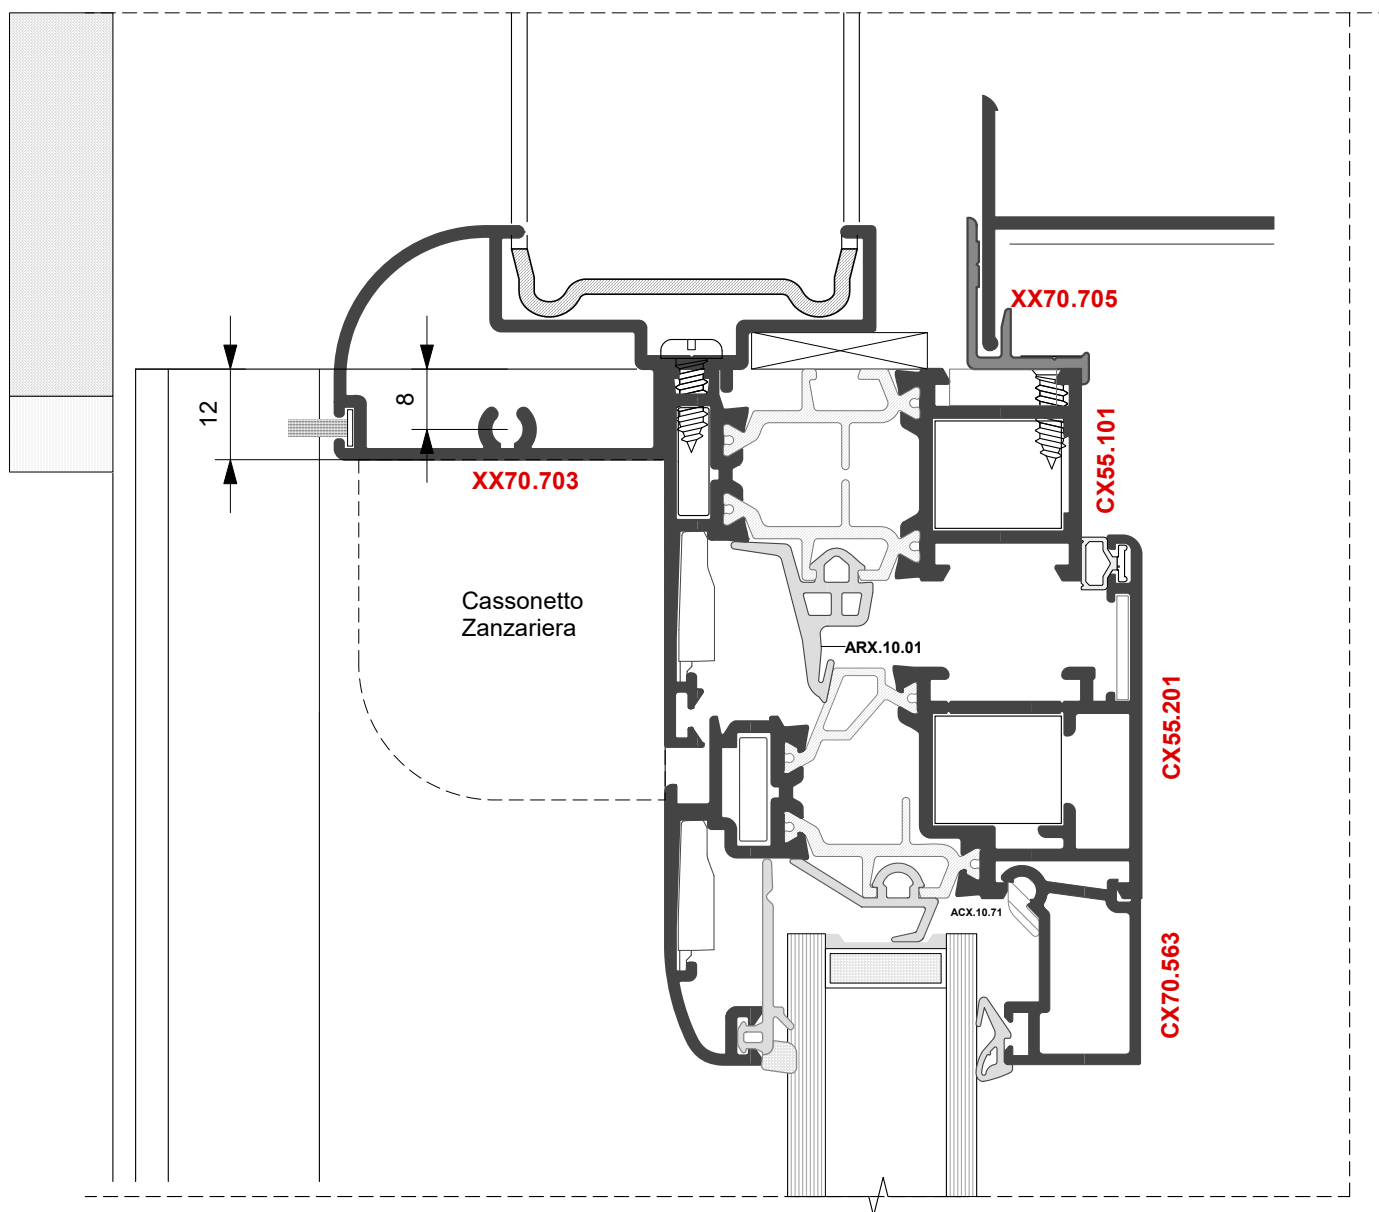 XX70.705
8
12
CX55.101
XX70.703
Cassonetto
Zanzariera
ARX.10.01
CX55.201
ACX.10.71
CX70.563